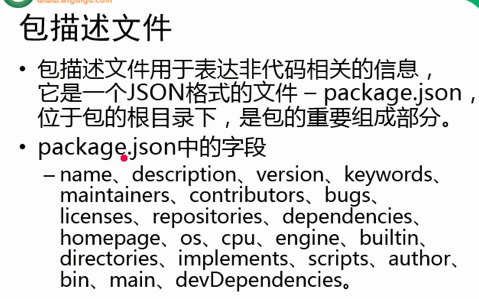 包描述文件
• 包描述文件用于表达非代码相关的信息，
它是一个JSON格式的文件 – package.json，
位于包的根目录下，是包的重要组成部分。
• package.json中的字段
– name、description、version、keywords、
maintainers、contributors、bugs、
licenses、repositories、dependencies、
homepage、os、cpu、engine、builtin、
directories、implements、scripts、author、
bin、main、devDependencies。